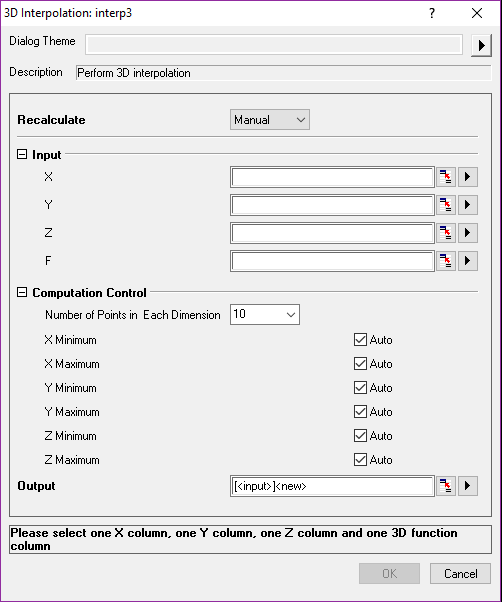 3D Interpolation: interp3
Dialog Theme
Description Perform 3D interpolation
Recalculate Manual
Input
X
Y
Z
F
Computation Control
Number of Points in Each Dimension 10
X Minimum Auto
X Maximum Auto
Y Minimum Auto
Y Maximum Auto
Z Minimum Auto
Z Maximum Auto
Output [<input>]<new>
Please select one X column, one Y column, one Z column and one 3D function
column
OK Cancel